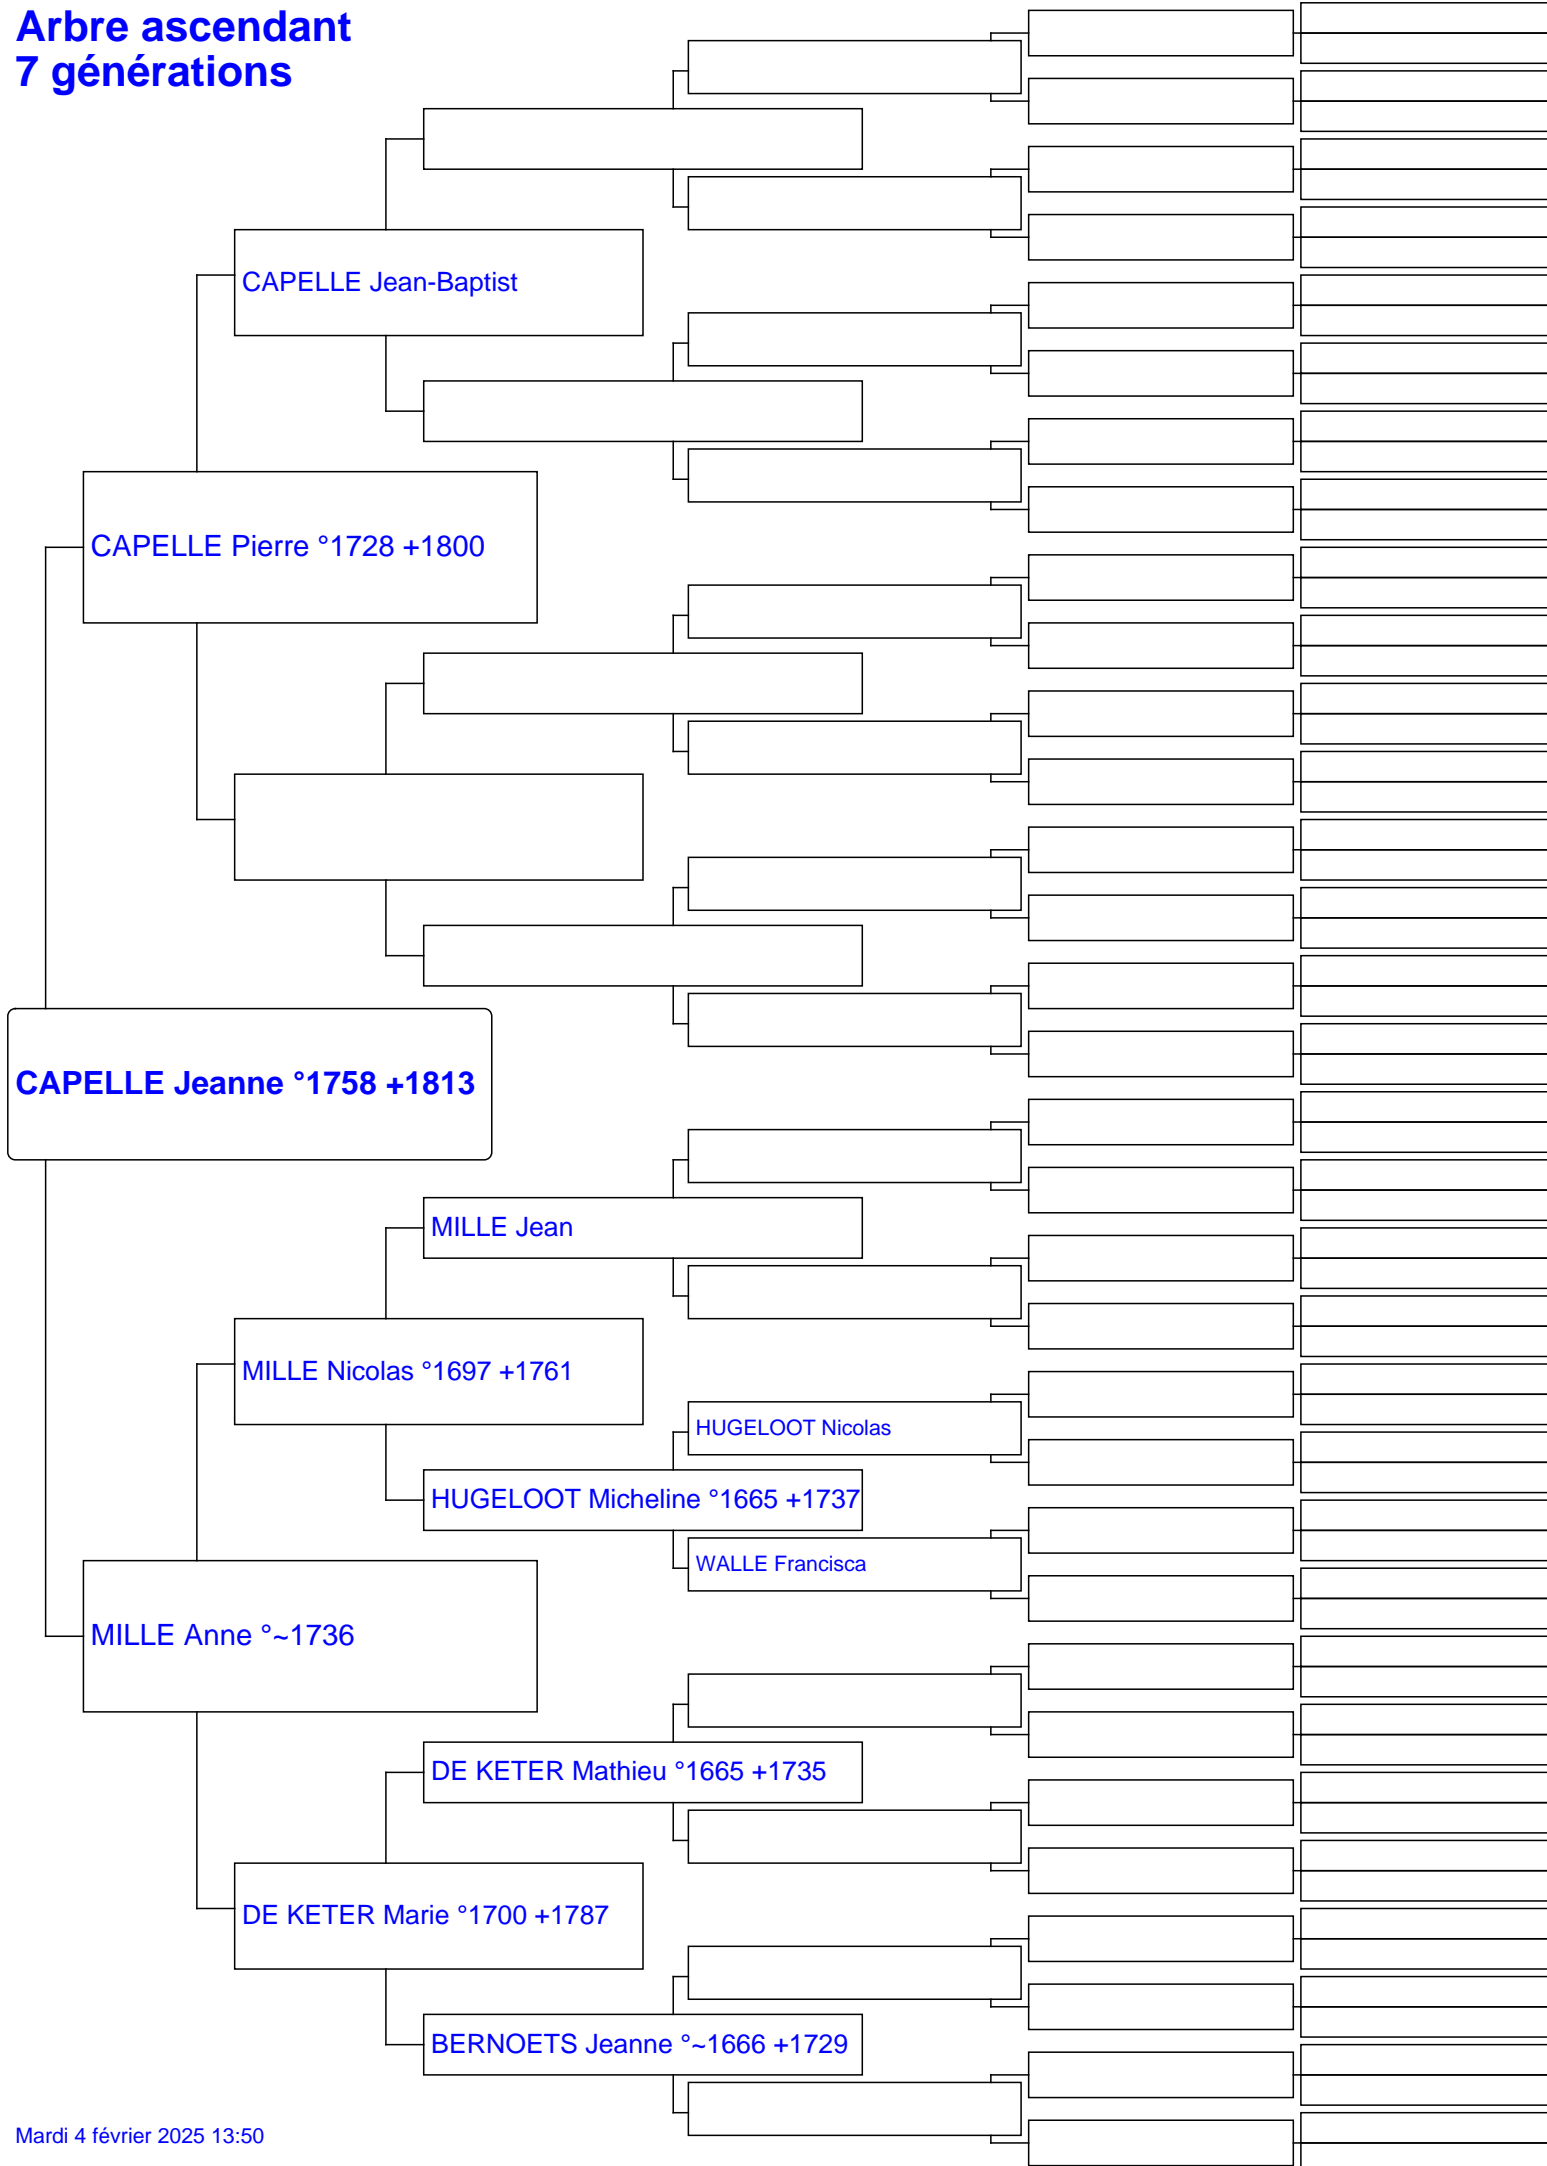 Arbre ascendant
7 générations
CAPELLE Jean-Baptist
CAPELLE Pierre °1728 +1800
CAPELLE Jeanne °1758 +1813
MILLE Jean
MILLE Nicolas °1697 +1761
HUGELOOT Nicolas
HUGELOOT Micheline °1665 +1737
WALLE Francisca
MILLE Anne °~1736
DE KETER Mathieu °1665 +1735
DE KETER Marie °1700 +1787
BERNOETS Jeanne °~1666 +1729
Mardi 4 février 2025 13:50